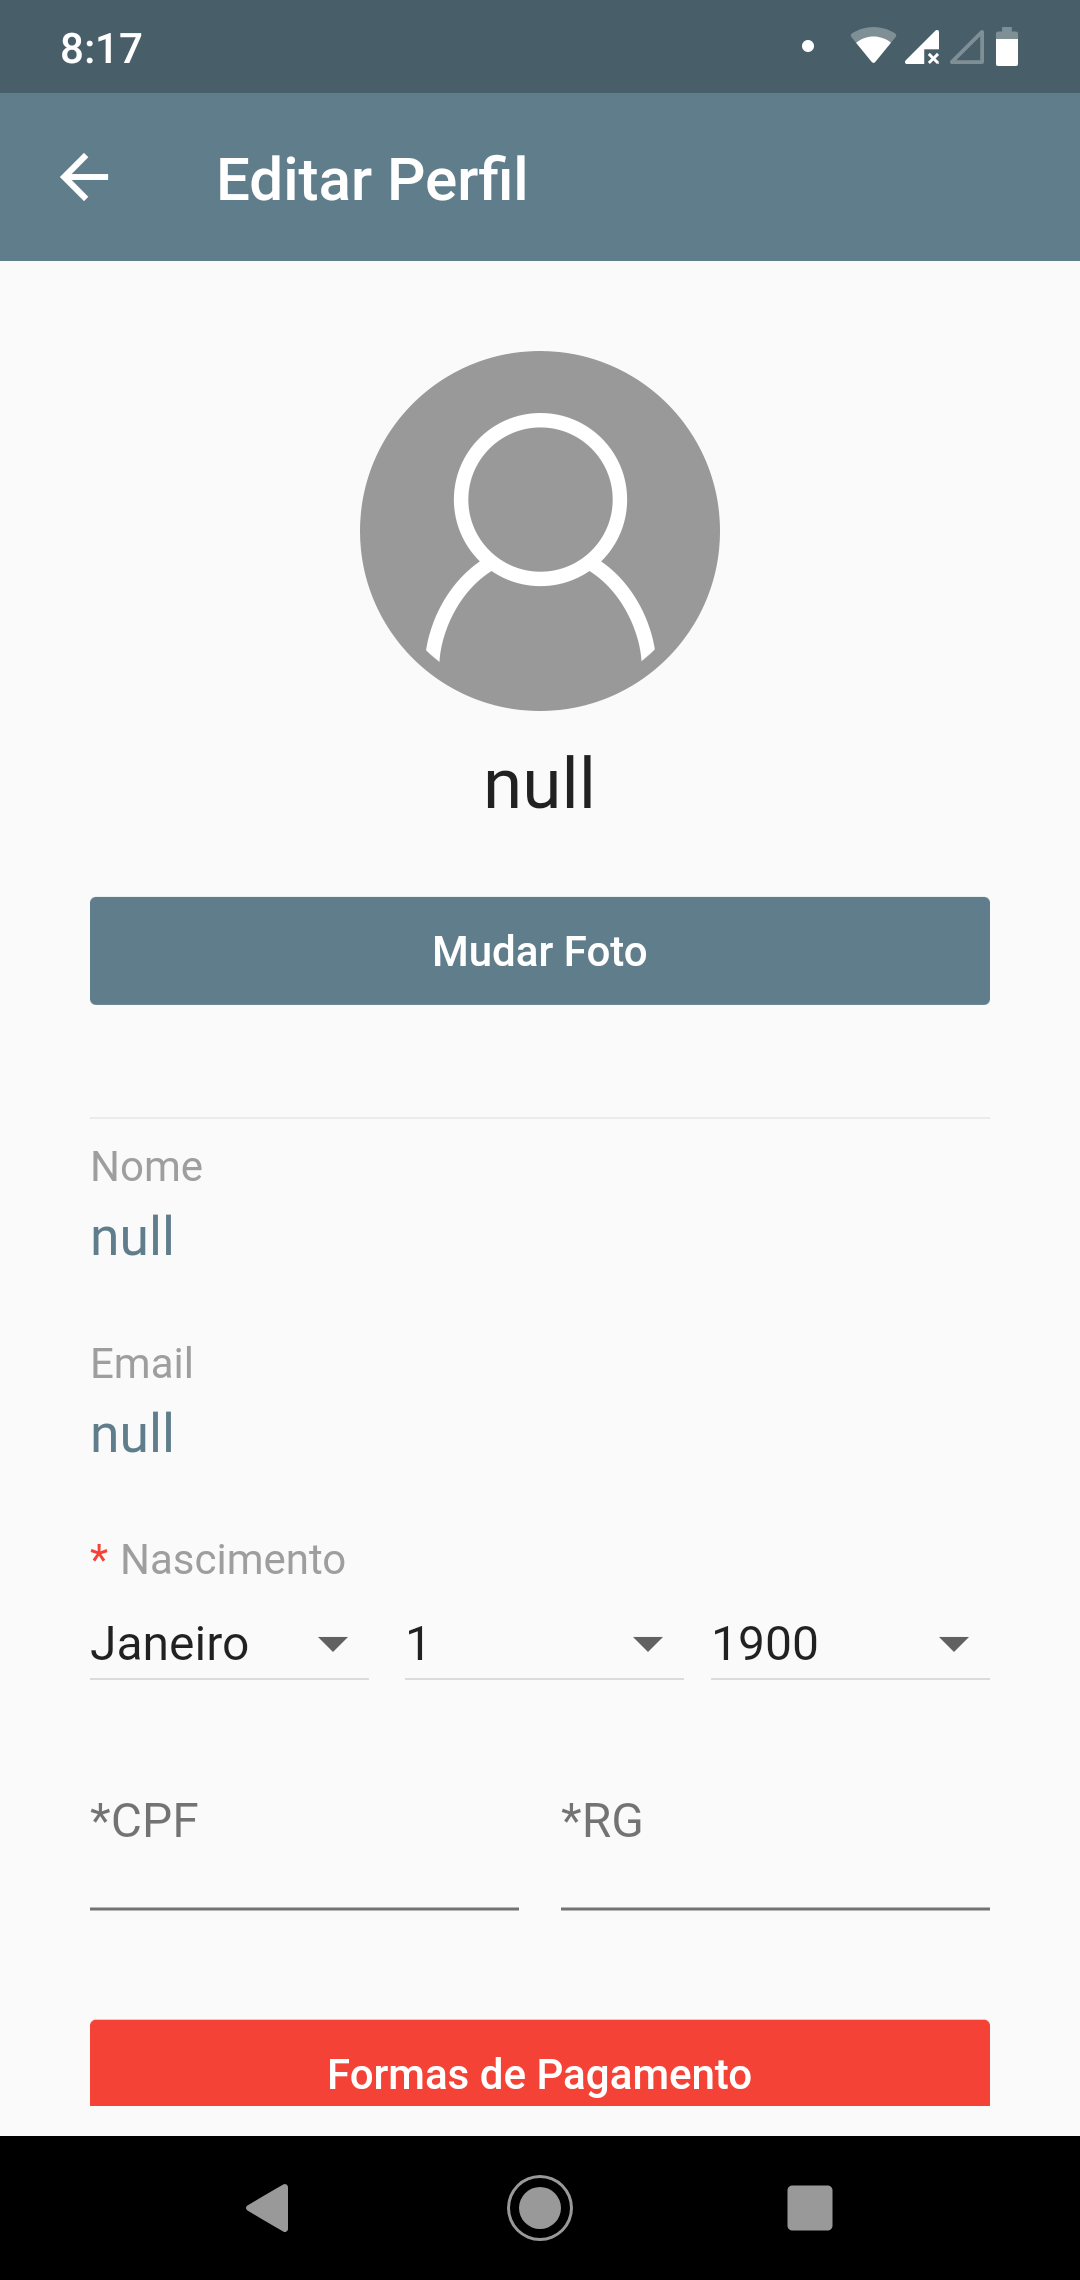 8:17
Editar Perfil
null
Mudar Foto
Nome
null
Email
null
* Nascimento
Janeiro 1 1900
*CPF *RG
Formas de Pagamento